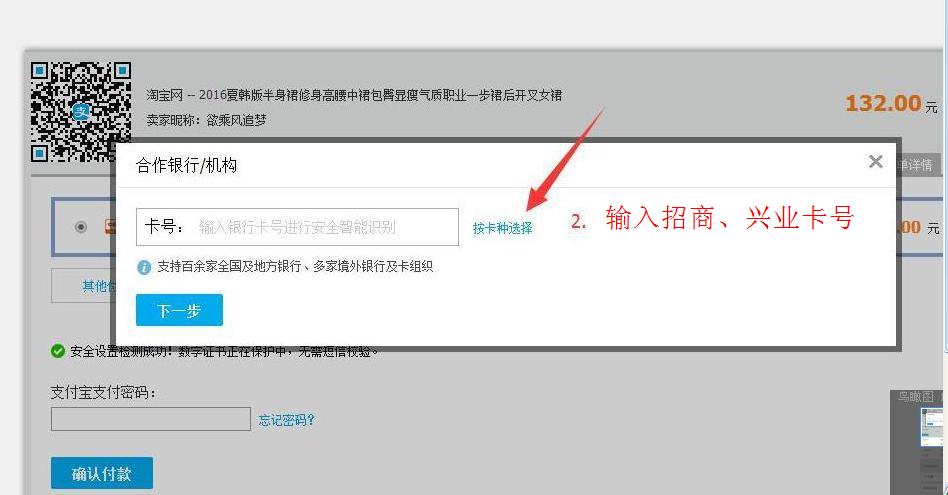 淘宝网 -- 2016夏韩版半身裙修身高腰中裙包臀显瘦气质职业一步裙后开叉女裙
132.00 元
卖家昵称：欲乘风追梦
合作银行/机构
单详情
卡号： 输入银行卡号进行安全智能识别
按卡种选择
2. 输入招商、兴业卡号
.00 元
支持百余家全国及地方银行、多家境外银行及卡组织
其他付
下一步
安全设置检测成功！数字证书正在保护中，无需短信校验。
支付宝支付密码：
鸟瞰图
忘记密码?
确认付款